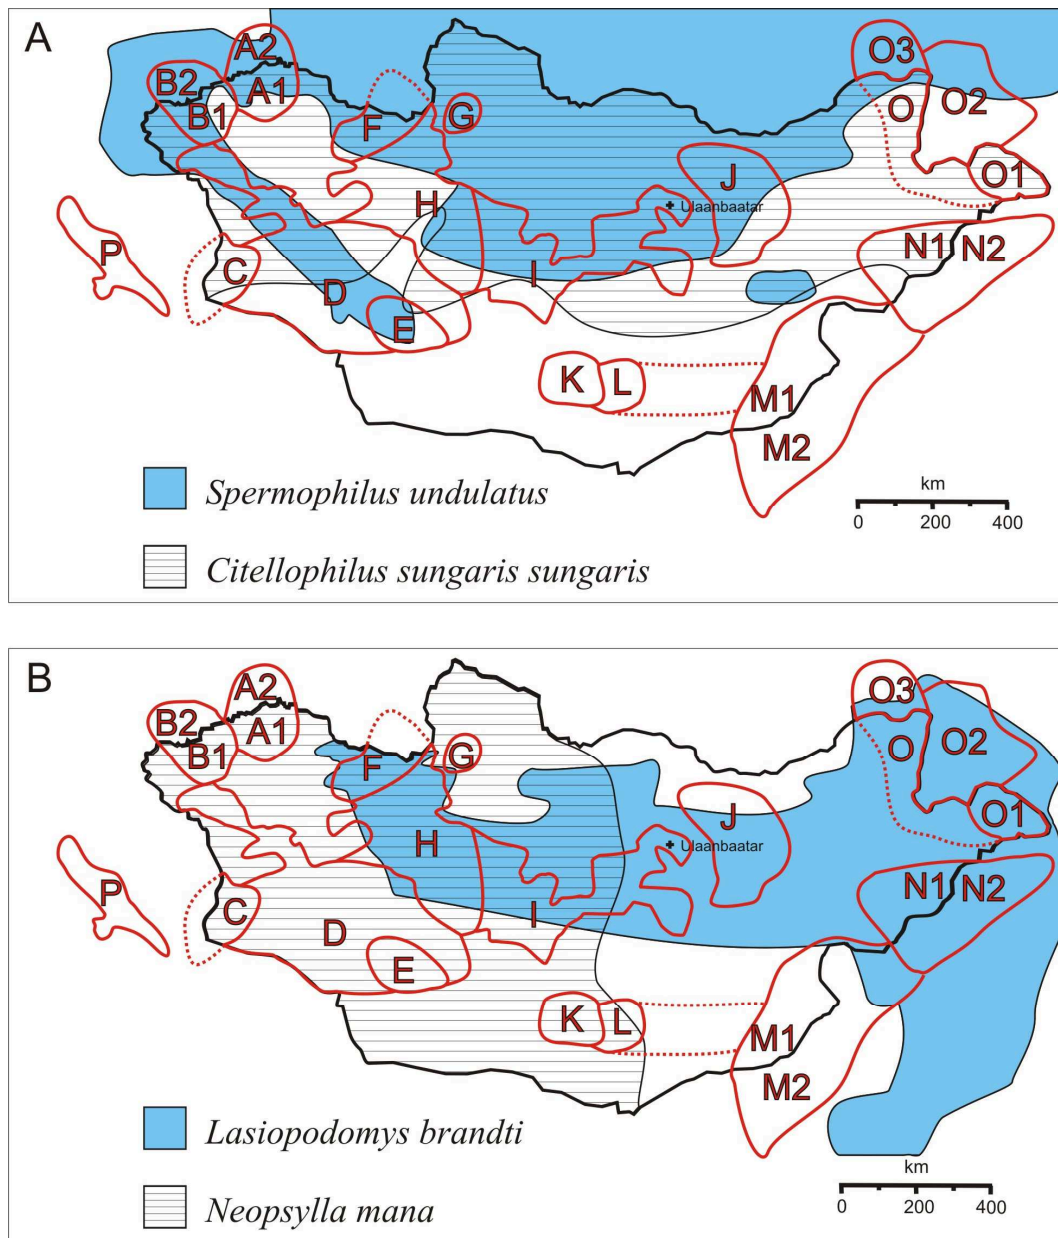 A
A2
O3
B2
A1
B1
F
G
O
O2
J
O1
H
Ulaanbaatar
P
C
N1
N2
I
D
E
K
L
M1
M2
Spermophilus undulatus
km
0 200 400
Citellophilus sungaris sungaris
B
A2
O3
B2
A1
B1
F
G
O
O2
J
O1
H
Ulaanbaatar
P
C
N1
N2
I
D
E
K
L
M1
M2
Lasiopodomys brandti
km
0 200 400
Neopsylla mana